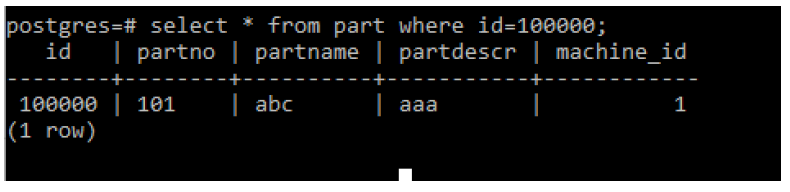 postgres=# select * from part where id=100000;
   id   | partno | partname | partdescr | machine_id
--------+--------+----------+-----------+------------
 100000 | 101    | abc      | aaa       |          1
(1 row)